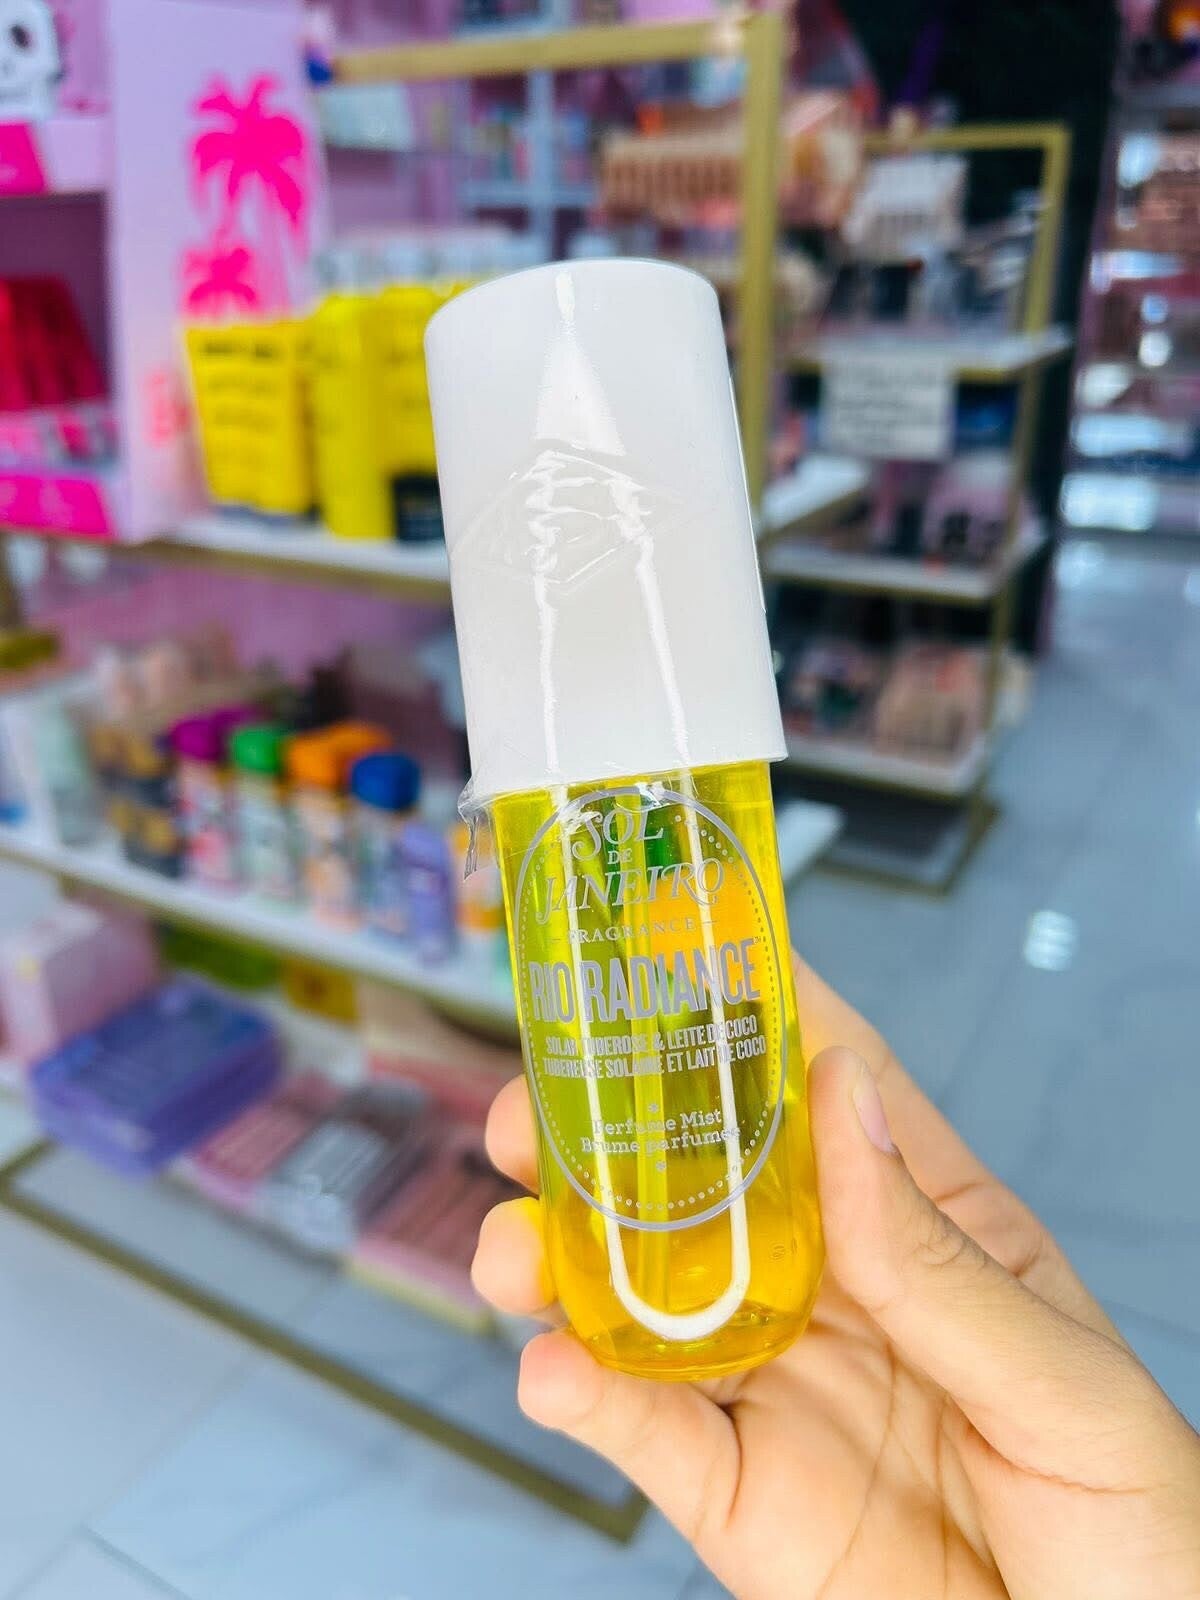 SOL
DE
JANEIRO
FRAGRANCE
RIO RADIANCE™
SOLAR TUBEROSE & LEITE DE COCO
TUBÉREUSE SOLAIRE ET LAIT DE COCO
Perfume Mist
Brume parfumée